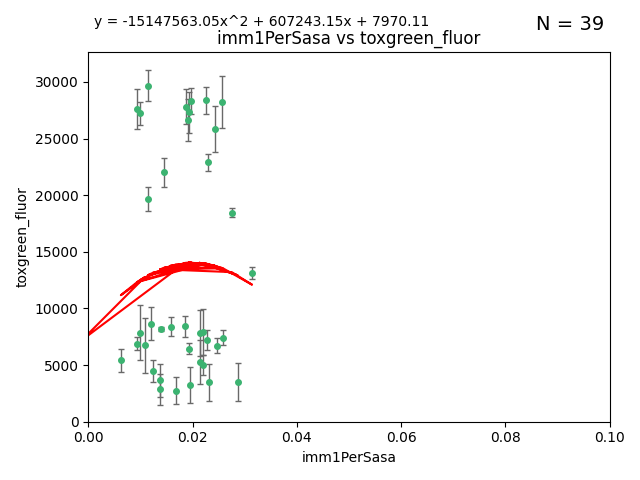 y = -15147563.05x^2 + 607243.15x + 7970.11
N = 39
imm1PerSasa vs toxgreen_fluor
30000
25000
20000
15000
10000
5000
0
toxgreen_fluor
0.00 0.02 0.04 0.06 0.08 0.10
imm1PerSasa